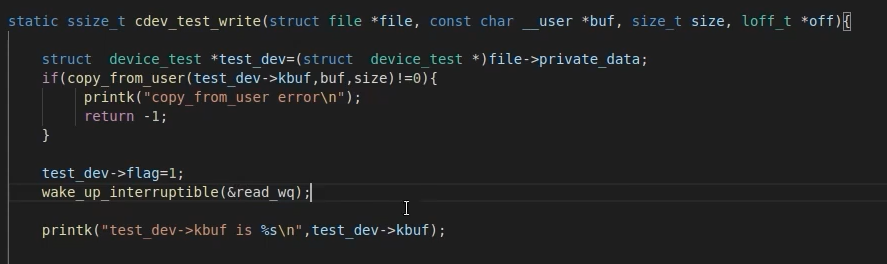 static ssize_t cdev_test_write(struct file *file, const char __user *buf, size_t size, loff_t *off){
struct  device_test *test_dev=(struct  device_test *)file->private_data;
if(copy_from_user(test_dev->kbuf,buf,size)!=0){
printk("copy_from_user error\n");
return -1;
}
test_dev->flag=1;
wake_up_interruptible(&read_wq);
printk("test_dev->kbuf is %s\n",test_dev->kbuf);